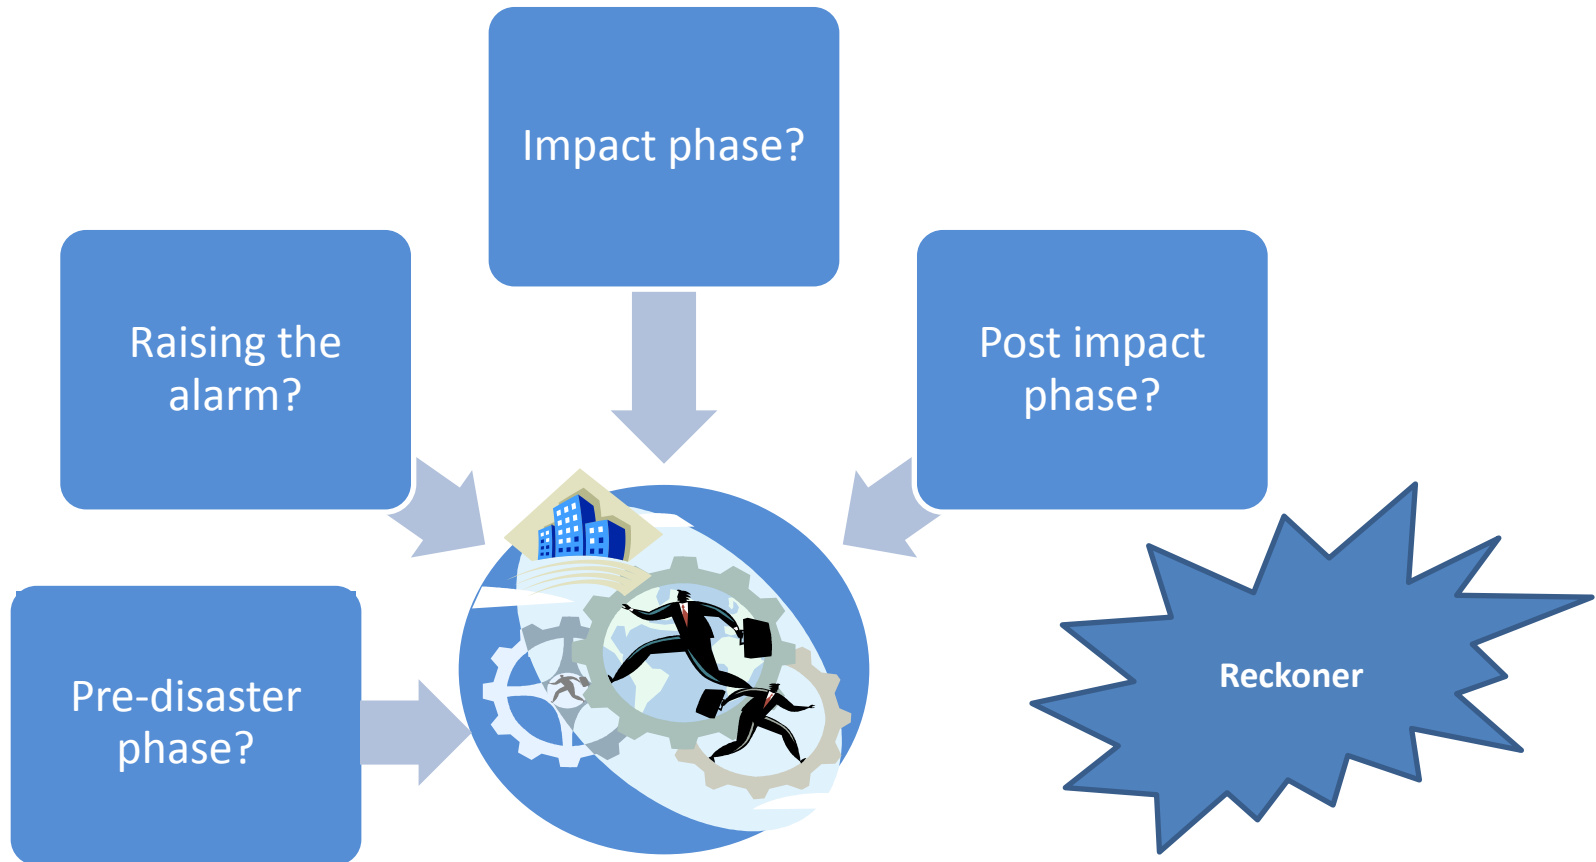 Impact phase?
Raising the
alarm?
Post impact
phase?
Pre-disaster
phase?
Reckoner